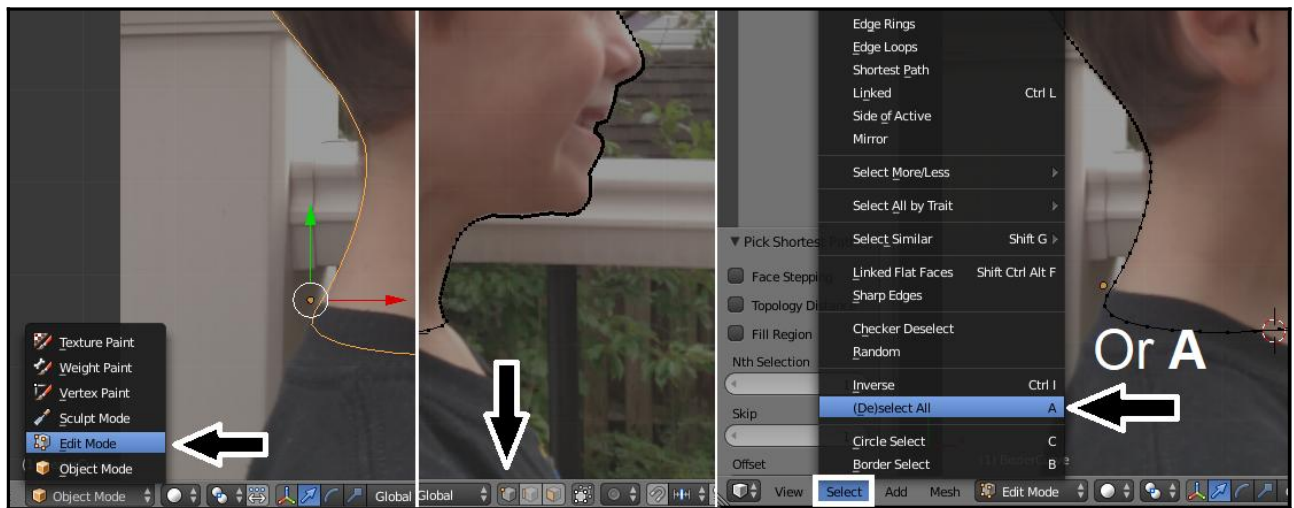 Texture Paint
Weight Paint
Vertex Paint
Sculpt Mode
Edit Mode
Object Mode
Object Mode
Global
Global
Edge Rings
Edge Loops
Shortest Path
Linked Ctrl L
Side of Active
Mirror
Select More/Less
Select All by Trait
Select Similar Shift G
Linked Flat Faces Shift Ctrl Alt F
Sharp Edges
Checker Deselect
Random
Inverse Ctrl I
(De)select All A
Circle Select C
Border Select B
Pick Shortest
Face Stepping
Topology
Fill Region
Nth Selection
Skip
Offset
Or A
View Select Add Mesh Edit Mode